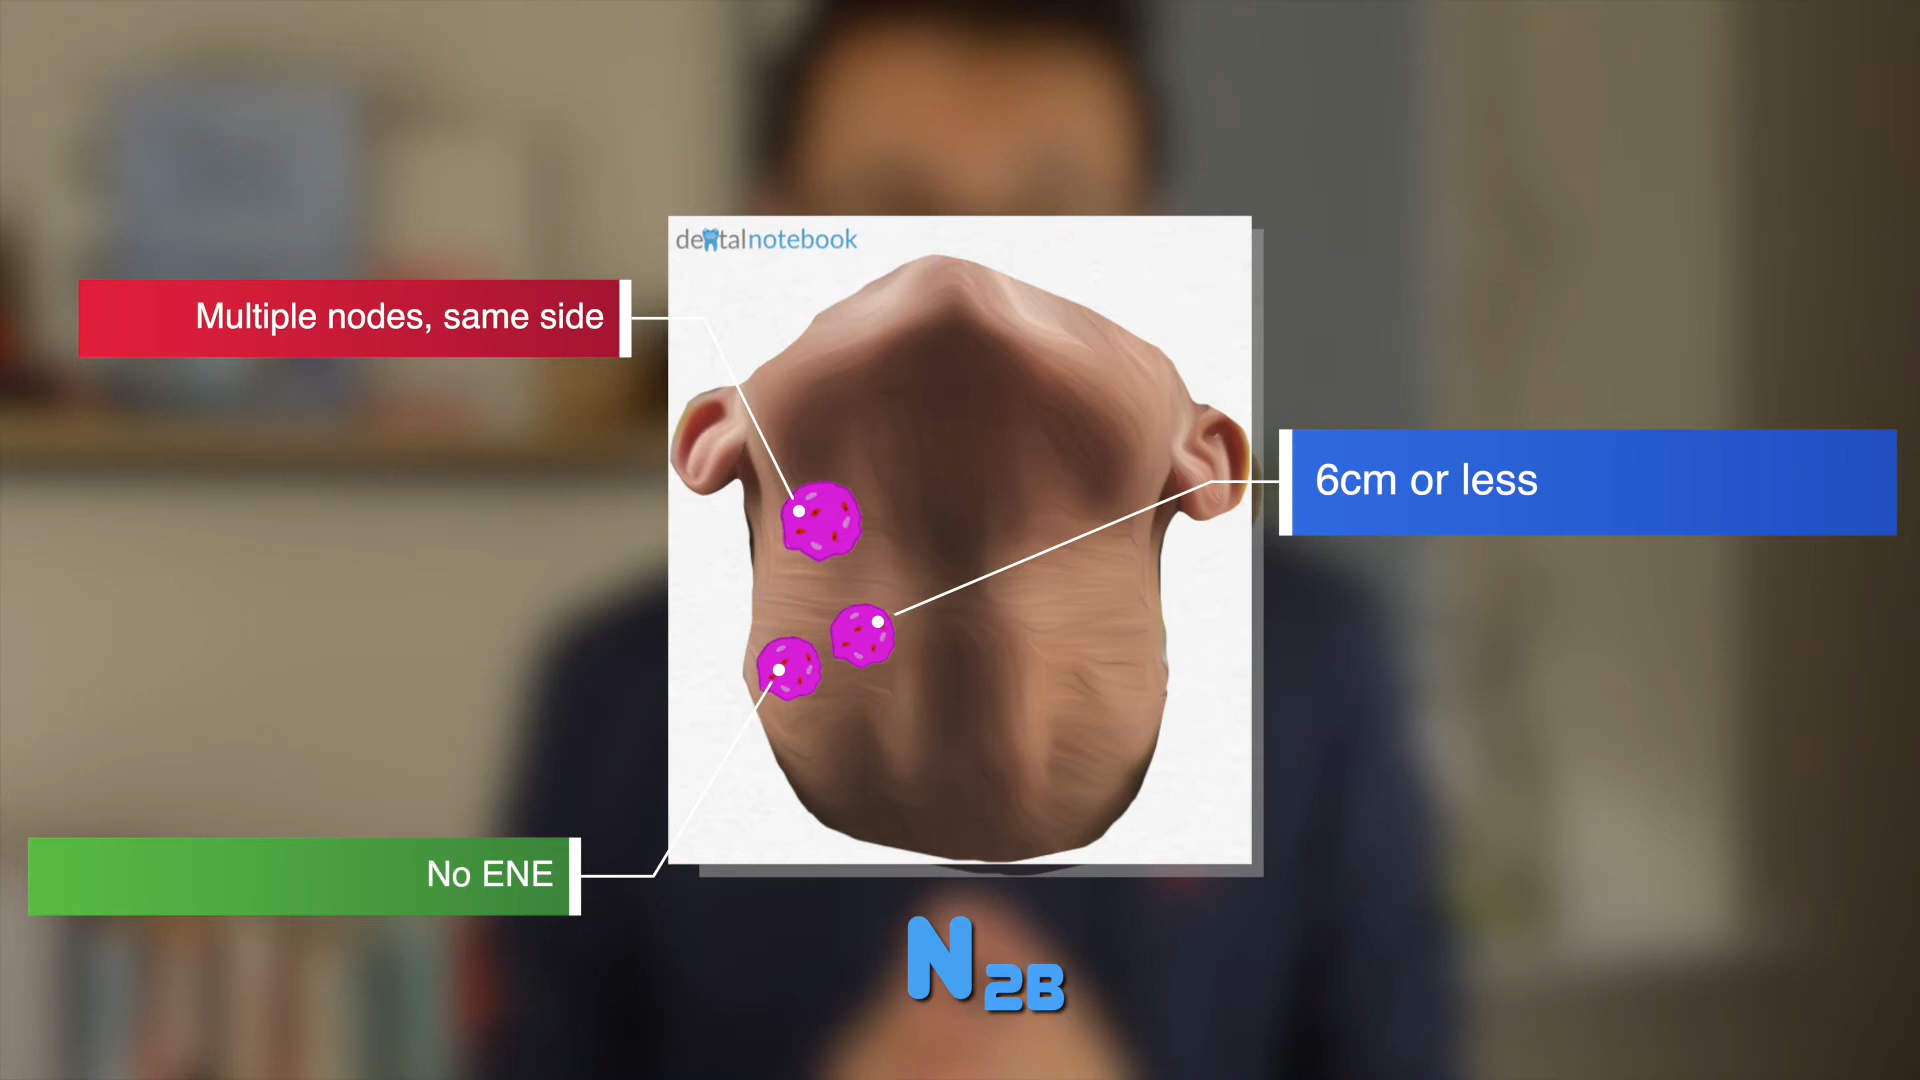 dentalnotebook
Multiple nodes, same side
6cm or less
No ENE
N2B